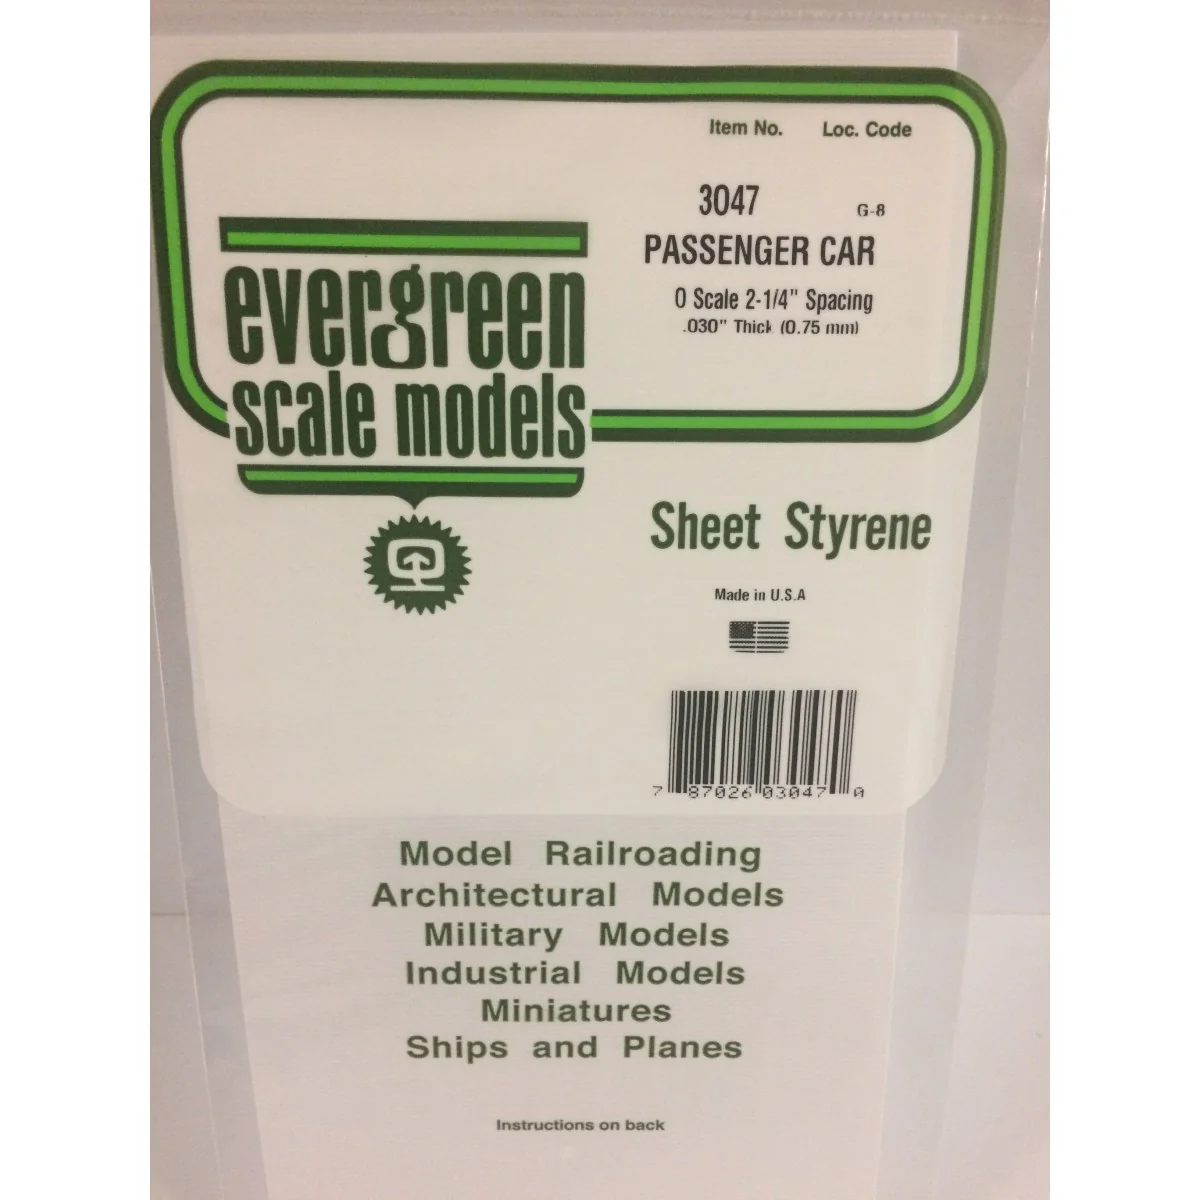 Item No. Loc. Code
3047 G-8
PASSENGER CAR
O Scale 2-1/4" Spacing
.030" Thick (0.75 mm)
evergreen
scale models
Sheet Styrene
Made in U.S.A
7 87026 03047 0
Model Railroading
Architectural Models
Military Models
Industrial Models
Miniatures
Ships and Planes
Instructions on back